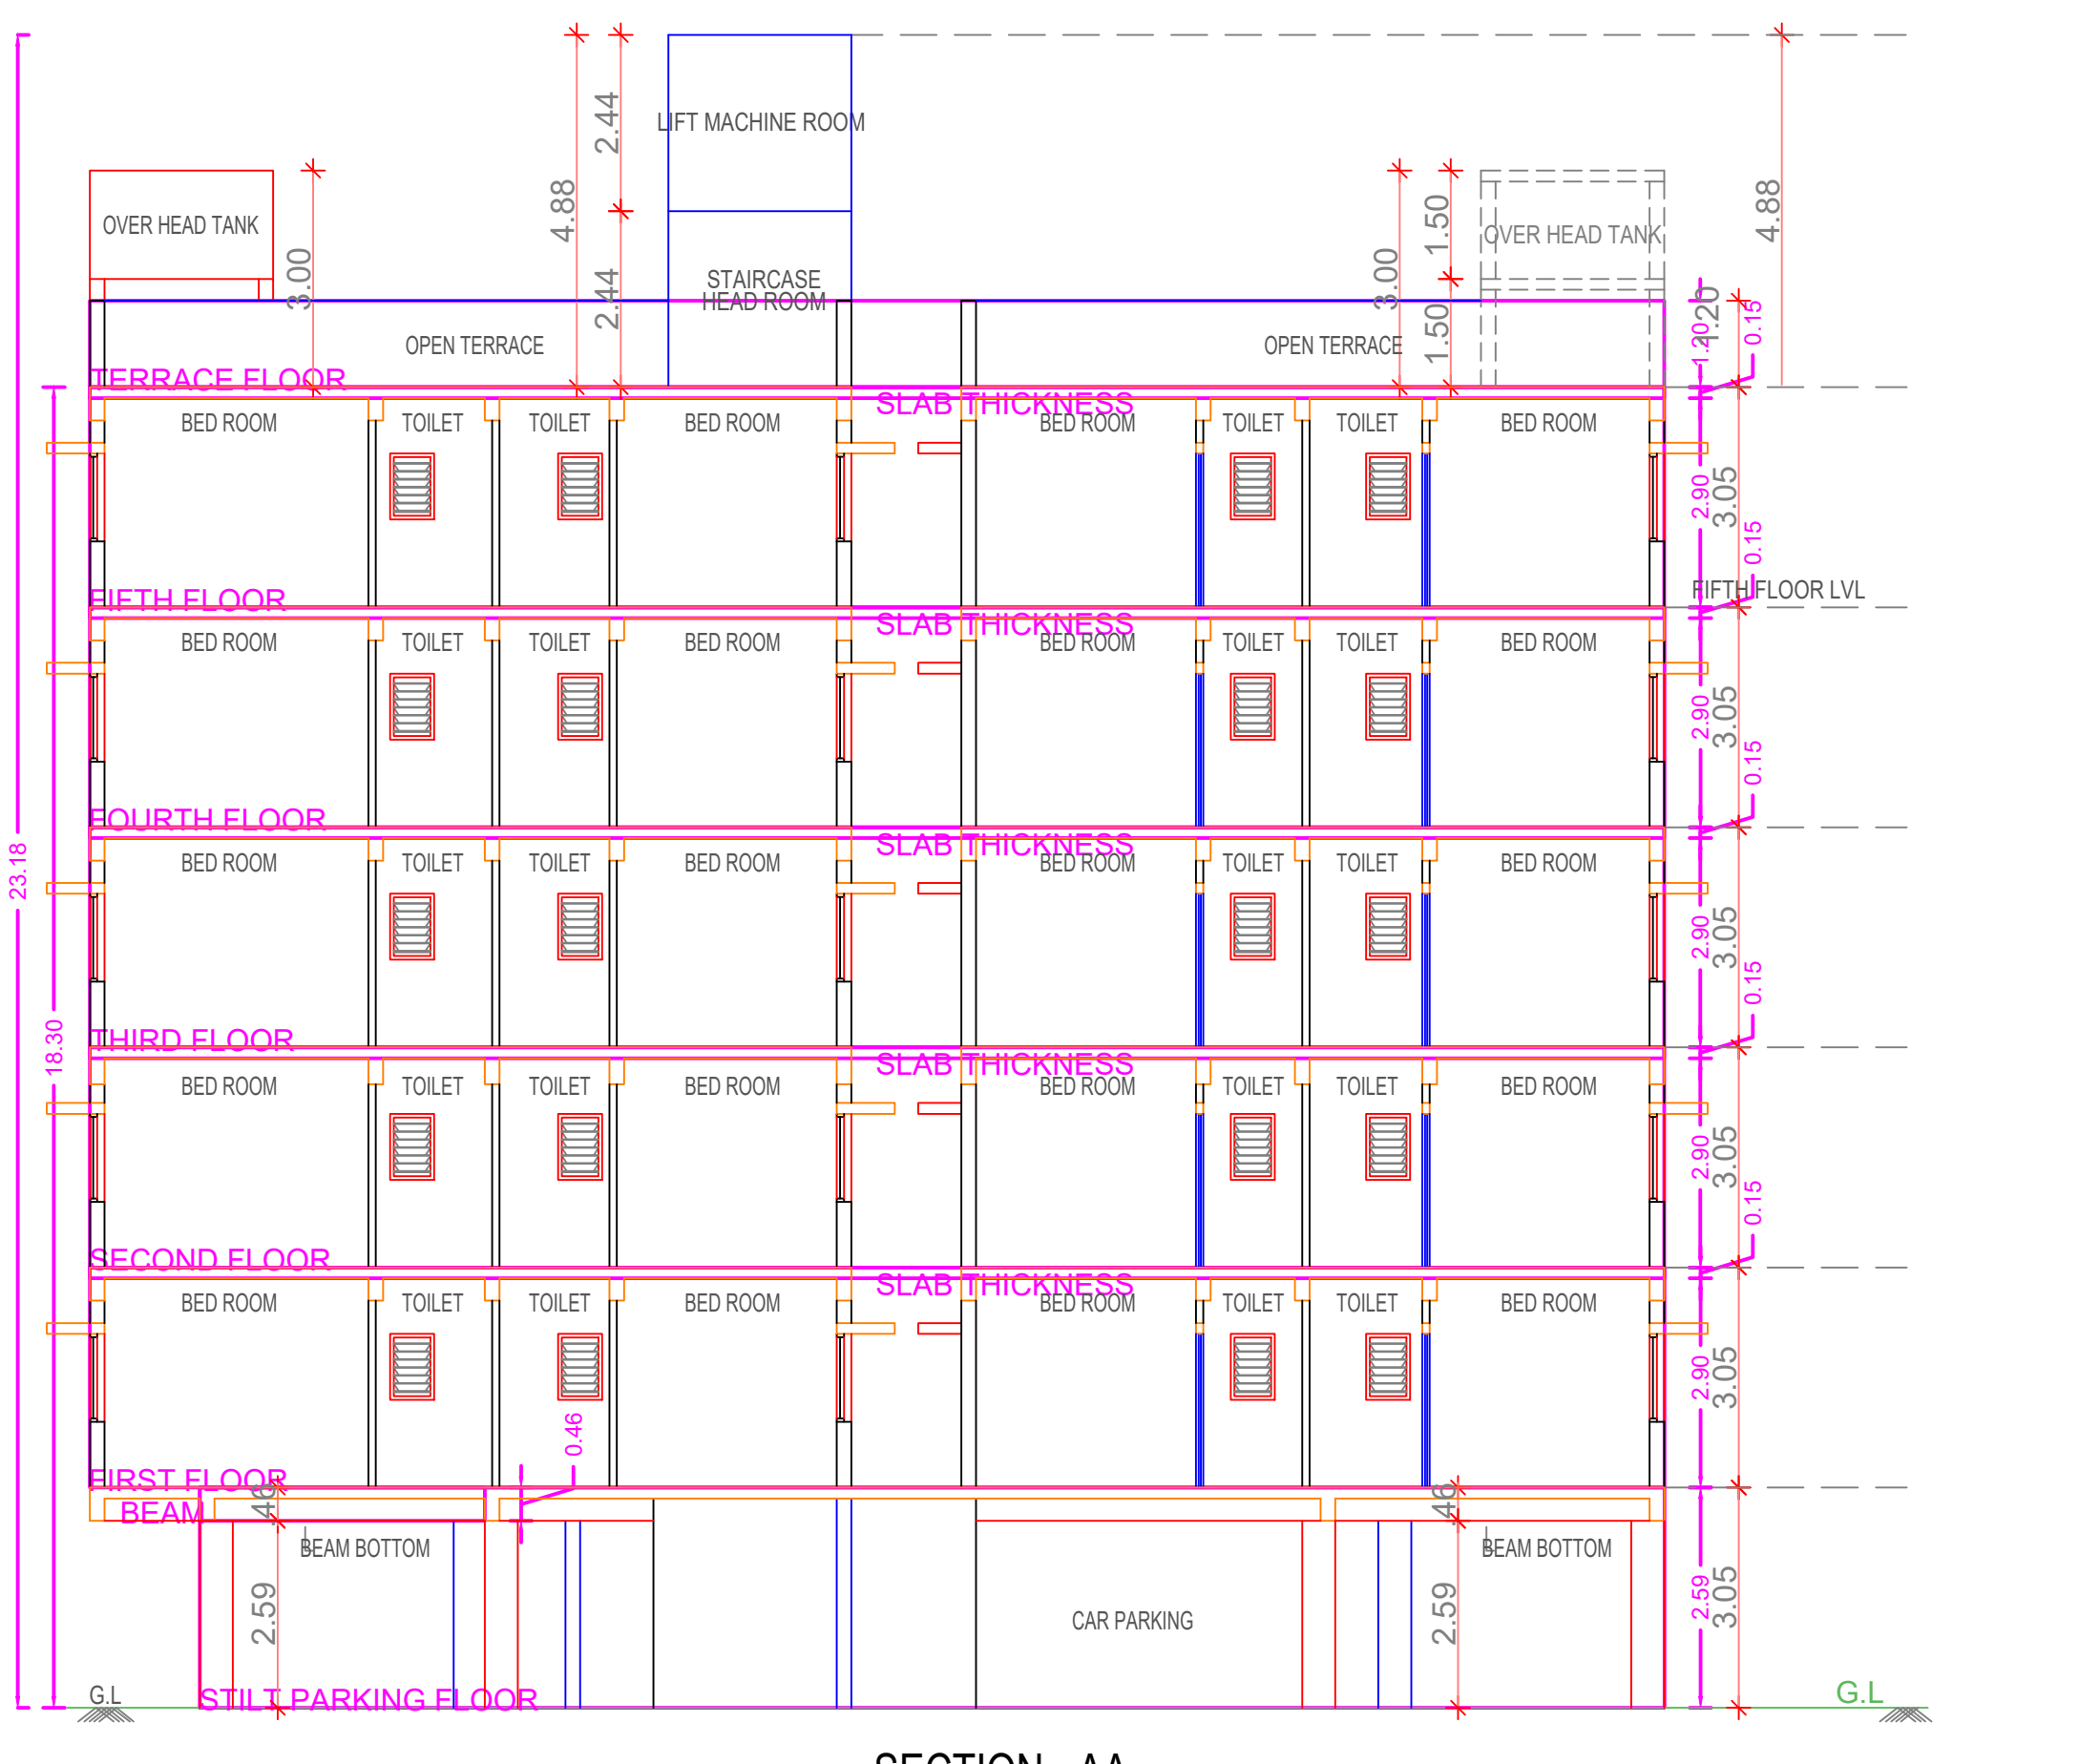 2.44
LIFT MACHINE ROOM
4.88
4.88
OVER HEAD TANK
1.50
OVER HEAD TANK
3.00
2.44
STAIRCASE
HEAD ROOM
3.00
1.50
1.20
1.20
0.15
OPEN TERRACE
OPEN TERRACE
TERRACE FLOOR
SLAB THICKNESS
BED ROOM
TOILET
TOILET
BED ROOM
BED ROOM
TOILET
TOILET
BED ROOM
2.90
3.05
0.15
FIFTH FLOOR LVL
FIFTH FLOOR
SLAB THICKNESS
BED ROOM
TOILET
TOILET
BED ROOM
BED ROOM
TOILET
TOILET
BED ROOM
2.90
3.05
0.15
FOURTH FLOOR
SLAB THICKNESS
23.18
BED ROOM
TOILET
TOILET
BED ROOM
BED ROOM
TOILET
TOILET
BED ROOM
2.90
3.05
0.15
THIRD FLOOR
18.30
SLAB THICKNESS
BED ROOM
TOILET
TOILET
BED ROOM
BED ROOM
TOILET
TOILET
BED ROOM
2.90
3.05
0.15
SECOND FLOOR
SLAB THICKNESS
BED ROOM
TOILET
TOILET
BED ROOM
BED ROOM
TOILET
TOILET
BED ROOM
2.90
3.05
0.46
FIRST FLOOR
.46
.46
BEAM
BEAM BOTTOM
BEAM BOTTOM
2.59
CAR PARKING
2.59
2.59
3.05
G.L
STILT PARKING FLOOR
G.L